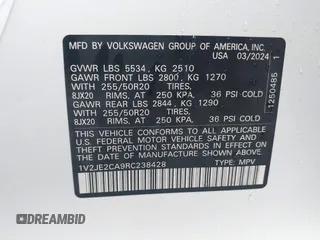 MFD BY VOLKSWAGEN GROUP OF AMERICA, INC.
USA 03/2024
GVWR LBS 5534 , KG 2510
GAWR FRONT LBS 2800, KG 1270
WITH 255/50R20 TIRES,
8JX20 RIMS, AT 250 KPA, 36 PSI COLD
GAWR REAR LBS 2844, KG 1290
WITH 255/50R20 TIRES,
8JX20 RIMS, AT 250 KPA, 36 PSI COLD
THIS VEHICLE CONFORMS TO ALL APPLICABLE
FEDERAL MOTOR VEHICLE SAFETY AND THEFT
PREVENTION STANDARDS IN EFFECT ON THE DATE
OF MANUFACTURE SHOWN ABOVE.
1V2JE2CA9RC238428 TYPE: MPV
1250485 1
CARFAST.BID